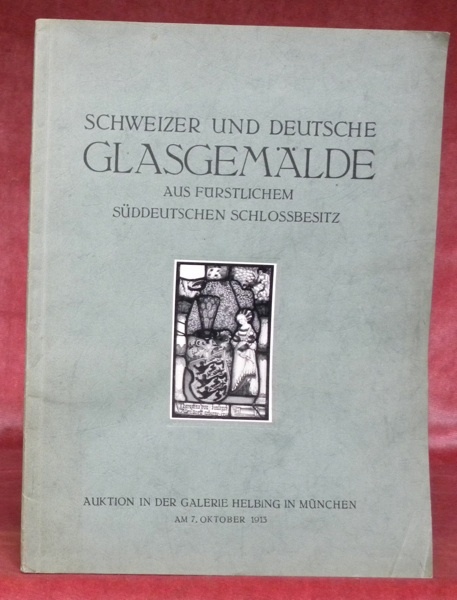 SCHWEIZER UND DEUTSCHE
GLASGEMÄLDE
AUS FÜRSTLICHEM
SÜDDEUTSCHEN SCHLOSSBESITZ
AUKTION IN DER GALERIE HELBING IN MÜNCHEN
AM 7. OKTOBER 1913